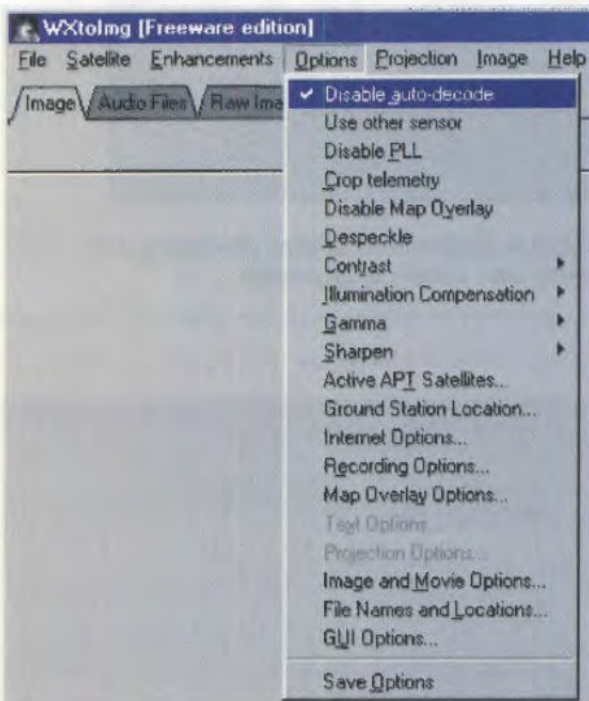 WXtoImg [Freeware edition]
File Satellite Enhancements Options Projection Image Help
Image Audio Files Raw Ima
✔ Disable auto-decode
Use other sensor
Disable PLL
Crop telemetry
Disable Map Overlay
Despeckle
Contrast
Illumination Compensation
Gamma
Sharpen
Active APT Satellites...
Ground Station Location...
Internet Options...
Recording Options...
Map Overlay Options...
Text Options...
Projection Options...
Image and Movie Options...
File Names and Locations...
GUI Options...
Save Options